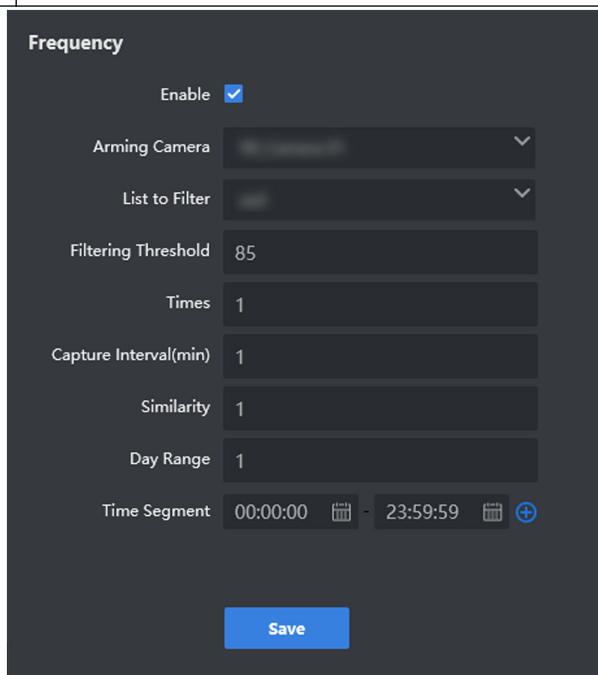 Frequency
Enable
Arming Camera
List to Filter
Filtering Threshold 85
Times 1
Capture Interval(min) 1
Similarity 1
Day Range 1
Time Segment 00:00:00 - 23:59:59
Save